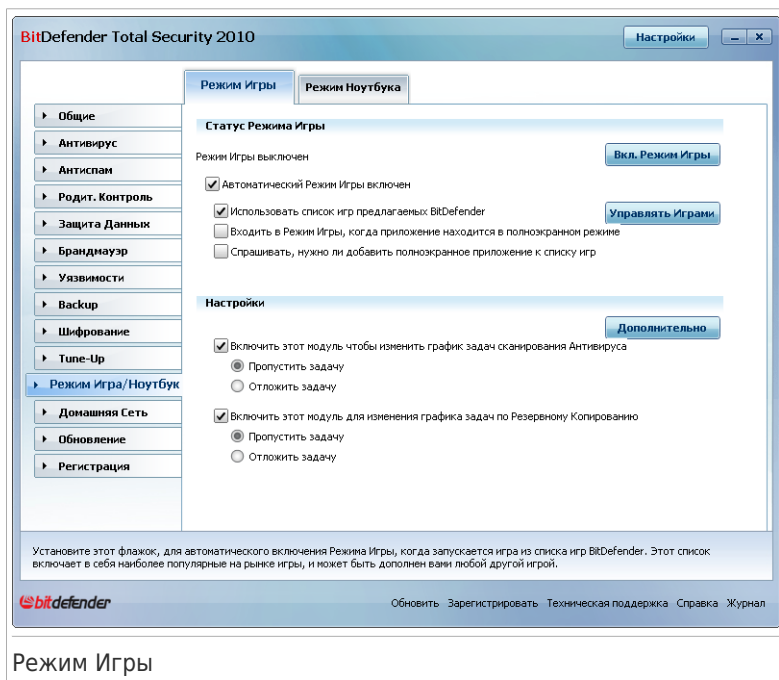 BitDefender Total Security 2010
Настройки
Режим Игры
Режим Ноутбука
Общие
Антивирус
Антиспам
Родит. Контроль
Защита Данных
Брандмауэр
Уязвимости
Backup
Шифрование
Tune-Up
Режим Игра/Ноутбук
Домашняя Сеть
Обновление
Регистрация
Статус Режима Игры
Режим Игры выключен
Вкл. Режим Игры
Автоматический Режим Игры включен
Использовать список игр предлагаемых BitDefender
Управлять Играми
Входить в Режим Игры, когда приложение находится в полноэкранном режиме
Спрашивать, нужно ли добавить полноэкранное приложение к списку игр
Настройки
Дополнительно
Включить этот модуль чтобы изменить график задач сканирования Антивируса
Пропустить задачу
Отложить задачу
Включить этот модуль для изменения графика задач по Резервному Копированию
Пропустить задачу
Отложить задачу
Установите этот флажок, для автоматического включения Режима Игры, когда запускается игра из списка игр BitDefender. Этот список
включает в себя наиболее популярные на рынке игры, и может быть дополнен вами любой другой игрой.
bitdefender
Обновить Зарегистрировать Техническая поддержка Справка Журнал
Режим Игры